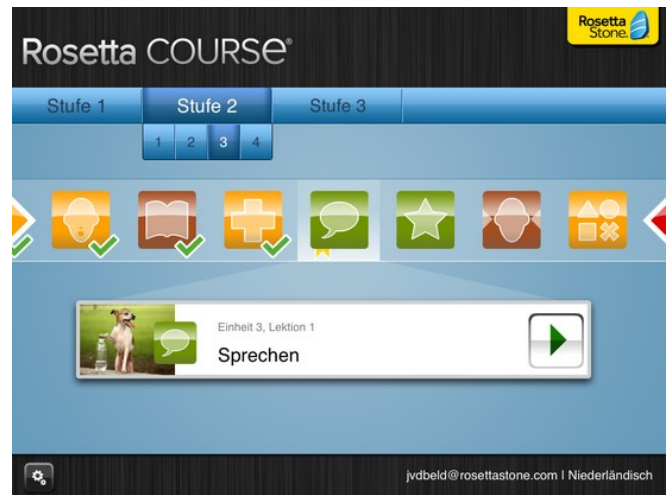 Rosetta
Stone.
Rosetta COURSE®
Stufe 1 Stufe 2 Stufe 3
1 2 3 4
Einheit 3, Lektion 1
Sprechen
jvdbeld@rosettastone.com | Niederländisch